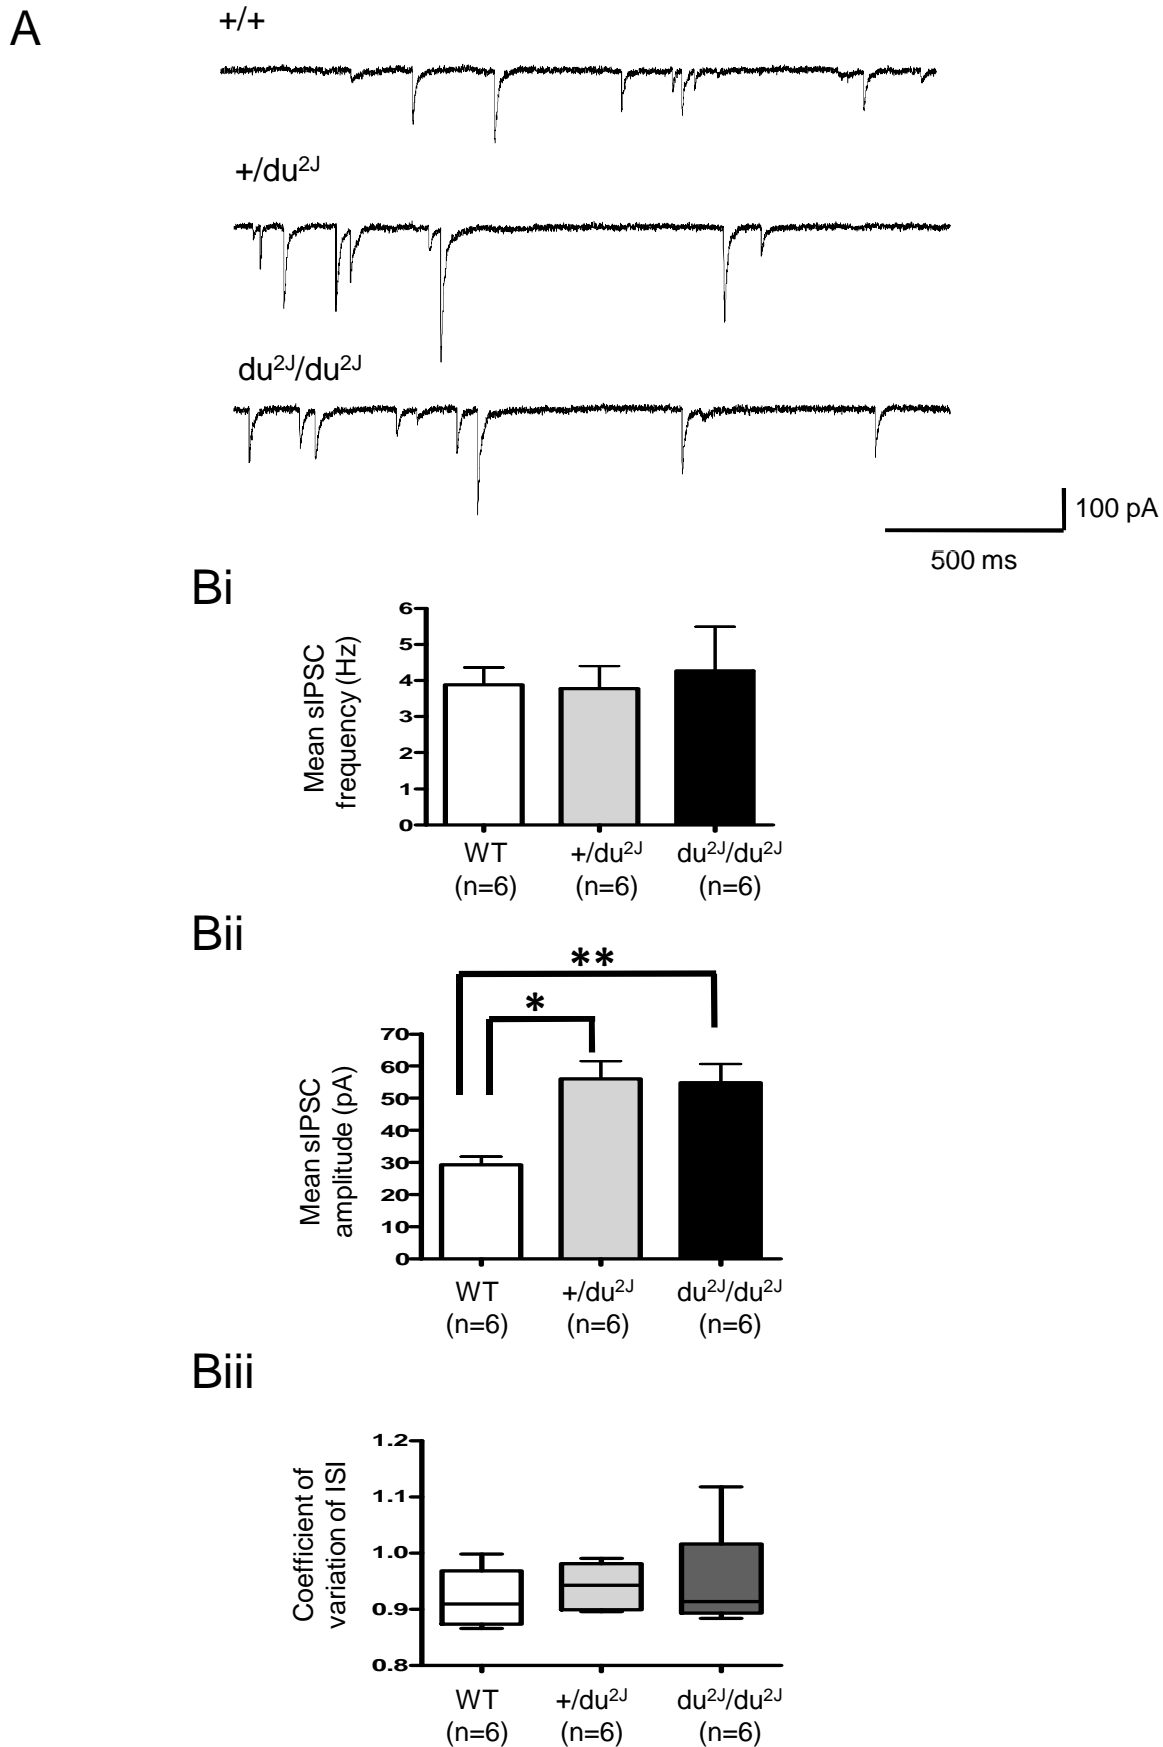 A
+/+
+/du²ᴶ
du²ᴶ/du²ᴶ
100 pA
500 ms
Bi
Mean sIPSC
frequency (Hz)
6
5
4
3
2
1
0
WT +/du²ᴶ du²ᴶ/du²ᴶ
(n=6) (n=6) (n=6)
Bii
**
*
Mean sIPSC
amplitude (pA)
70
60
50
40
30
20
10
0
WT +/du²ᴶ du²ᴶ/du²ᴶ
(n=6) (n=6) (n=6)
Biii
Coefficient of
variation of ISI
1.2
1.1
1.0
0.9
0.8
WT +/du²ᴶ du²ᴶ/du²ᴶ
(n=6) (n=6) (n=6)